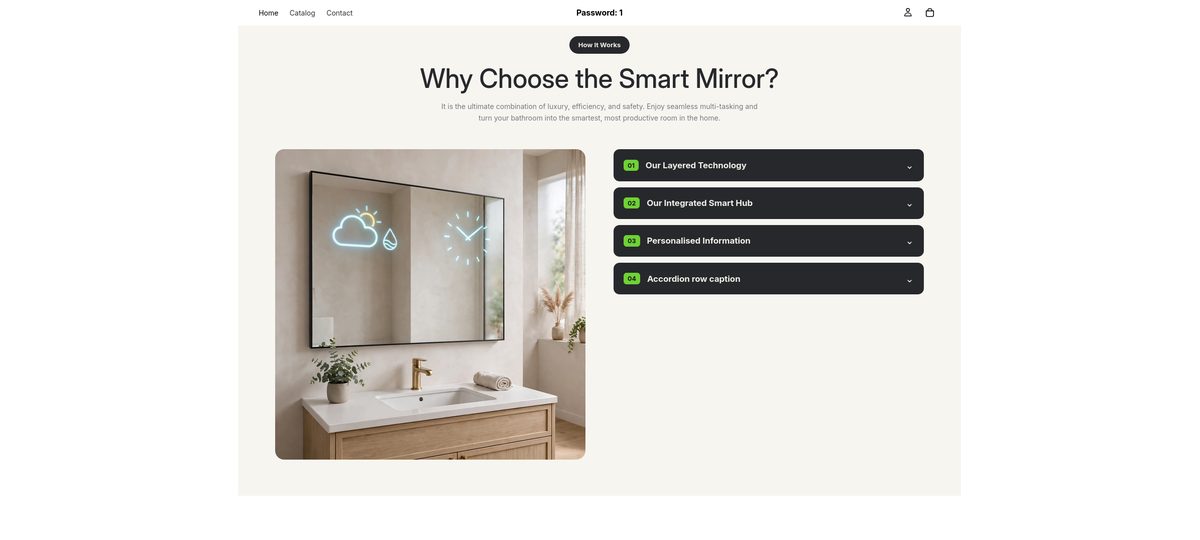 Home Catalog Contact
Password: 1
How It Works
Why Choose the Smart Mirror?
It is the ultimate combination of luxury, efficiency, and safety. Enjoy seamless multi-tasking and
turn your bathroom into the smartest, most productive room in the home.
01 Our Layered Technology
02 Our Integrated Smart Hub
03 Personalised Information
04 Accordion row caption